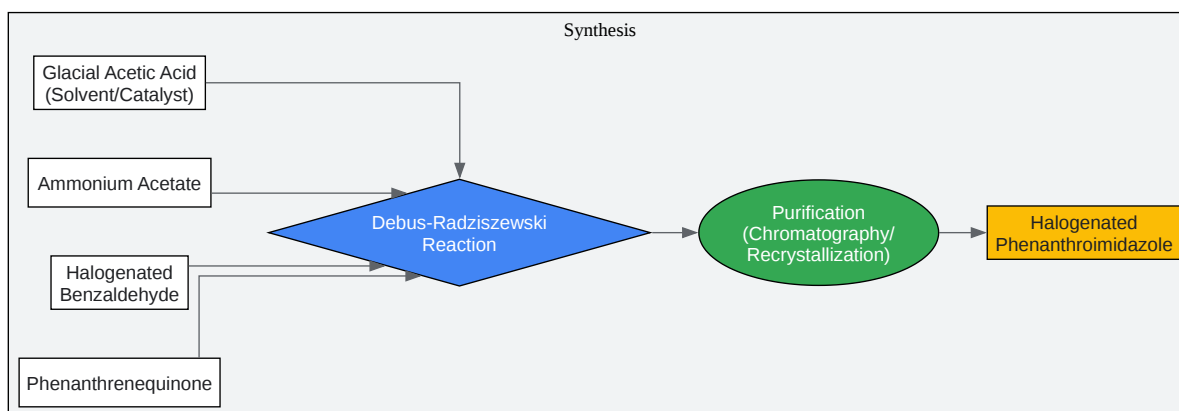 Synthesis
Glacial Acetic Acid
(Solvent/Catalyst)
Ammonium Acetate
Halogenated
Benzaldehyde
Phenanthrenequinone
Debus-Radziszewski
Reaction
Purification
(Chromatography/
Recrystallization)
Halogenated
Phenanthroimidazole